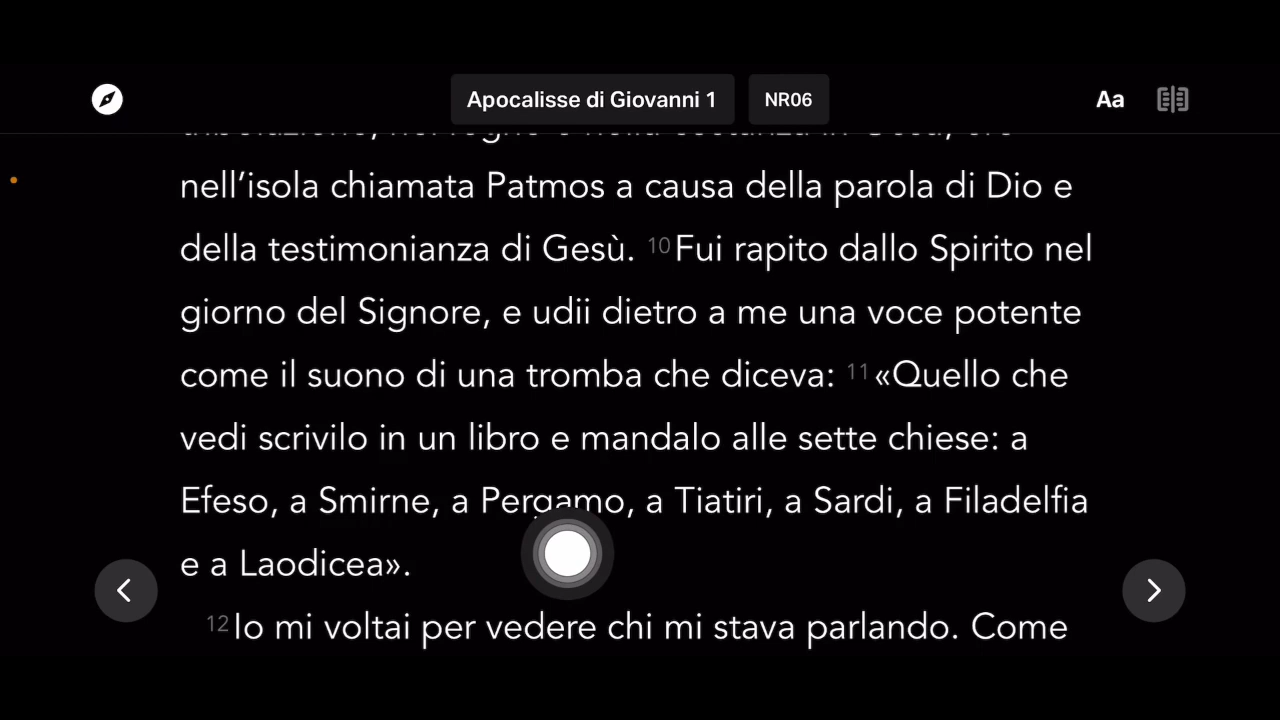 Apocalisse di Giovanni 1 NR06 Aa
nell’isola chiamata Patmos a causa della parola di Dio e
della testimonianza di Gesù. 10 Fui rapito dallo Spirito nel
giorno del Signore, e udii dietro a me una voce potente
come il suono di una tromba che diceva: 11 «Quello che
vedi scrivilo in un libro e mandalo alle sette chiese: a
Efeso, a Smirne, a Pergamo, a Tiatiri, a Sardi, a Filadelfia
e a Laodicea».
12 Io mi voltai per vedere chi mi stava parlando. Come